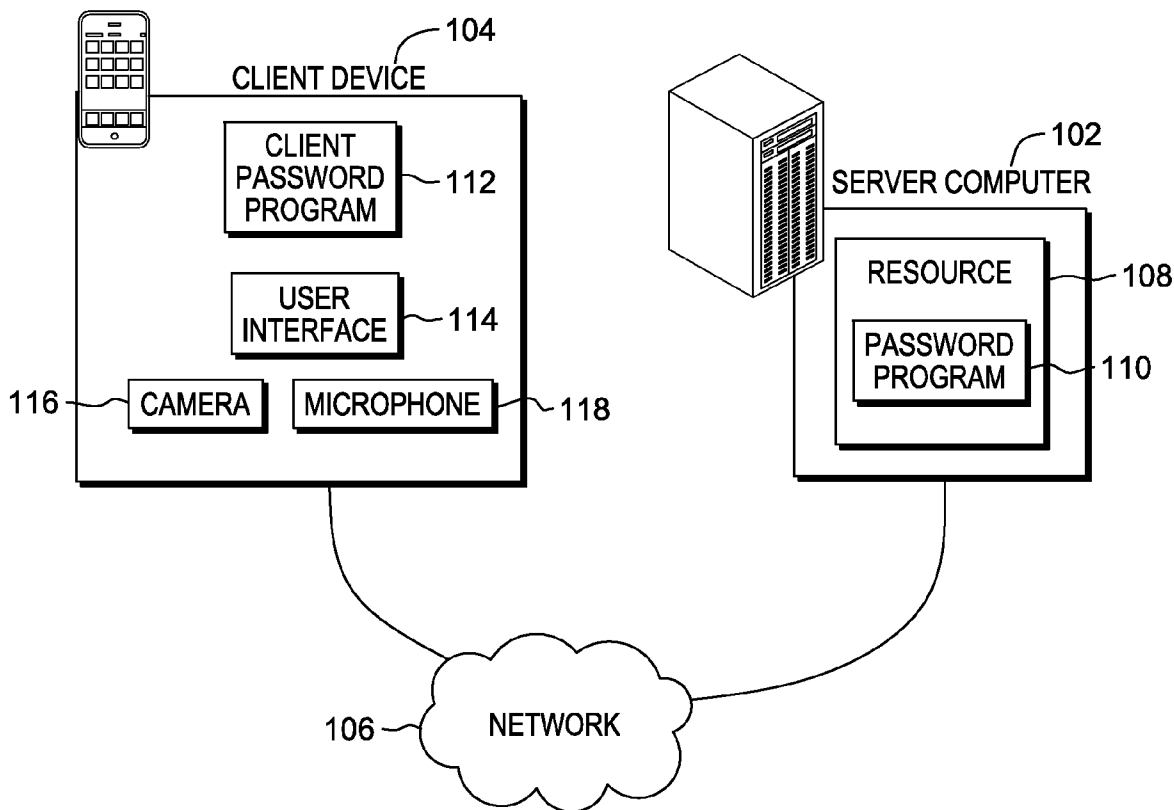 104
CLIENT DEVICE
CLIENT
PASSWORD
PROGRAM
112
USER
INTERFACE
114
116
CAMERA
MICROPHONE
118
102
SERVER COMPUTER
RESOURCE
108
PASSWORD
PROGRAM
110
106
NETWORK